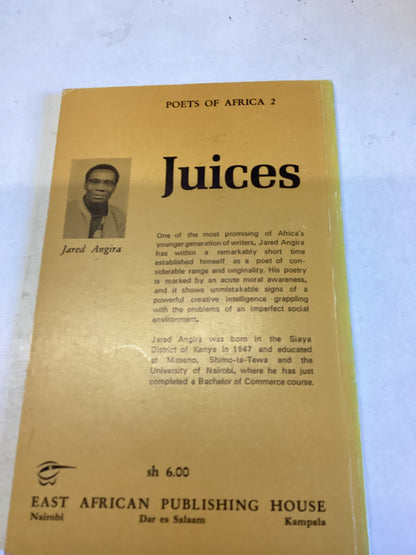 POETS OF AFRICA 2
Juices
Jared Angira
One of the most promising of Africa's
younger generation of writers, Jared Angira
has within a remarkably short time
established himself as a poet of con-
siderable range and originality. His poetry
is marked by an acute moral awareness,
and it shows unmistakable signs of a
powerful creative intelligence grappling
with the problems of an imperfect social
environment.
Jared Angira was born in the Siaya
District of Kenya in 1947 and educated
at Maseno, Shimo-la-Tewa and the
University of Nairobi, where he has just
completed a Bachelor of Commerce course.
sh 6.00
EAST AFRICAN PUBLISHING HOUSE
Nairobi Dar es Salaam Kampala